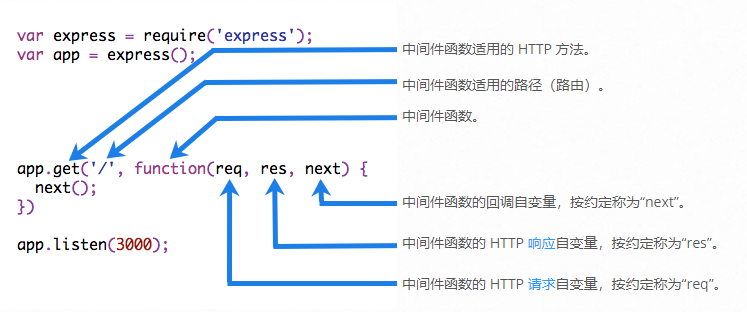 var express = require('express');
var app = express();
中间件函数适用的 HTTP 方法。
中间件函数适用的路径（路由）。
中间件函数。
app.get('/', function(req, res, next) {
next();
})
app.listen(3000);
中间件函数的回调自变量，按约定称为“next”。
中间件函数的 HTTP 响应自变量，按约定称为“res”。
中间件函数的 HTTP 请求自变量，按约定称为“req”。